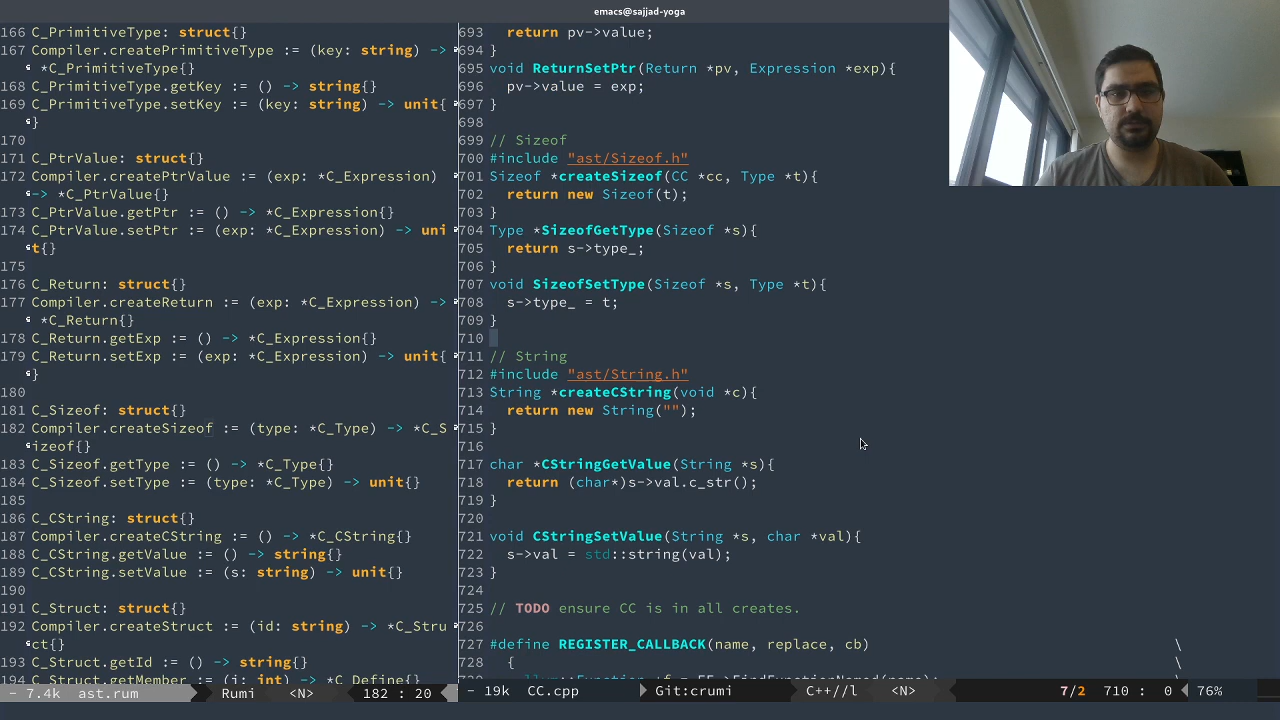 emacs@sajjad-yoga
166 C_PrimitiveType: struct{}
167 Compiler.createPrimitiveType := (key: string) ->
*C_PrimitiveType{}
168 C_PrimitiveType.getKey := () -> string{}
169 C_PrimitiveType.setKey := (key: string) -> unit{
}
170
171 C_PtrValue: struct{}
172 Compiler.createPtrValue := (exp: *C_Expression)
-> *C_PtrValue{}
173 C_PtrValue.getPtr := () -> *C_Expression{}
174 C_PtrValue.setPtr := (exp: *C_Expression) -> uni
t{}
175
176 C_Return: struct{}
177 Compiler.createReturn := (exp: *C_Expression) ->
*C_Return{}
178 C_Return.getExp := () -> *C_Expression{}
179 C_Return.setExp := (exp: *C_Expression) -> unit{
}
180
181 C_Sizeof: struct{}
182 Compiler.createSizeof := (type: *C_Type) -> *C_S
izeof{}
183 C_Sizeof.getType := () -> *C_Type{}
184 C_Sizeof.setType := (type: *C_Type) -> unit{}
185
186 C_CString: struct{}
187 Compiler.createCString := () -> *C_CString{}
188 C_CString.getValue := () -> string{}
189 C_CString.setValue := (s: string) -> unit{}
190
191 C_Struct: struct{}
192 Compiler.createStruct := (id: string) -> *C_Stru
ct{}
193 C_Struct.getId := () -> string{}
194 C_Struct.getMember := (i: int) -> *C_Define{}
- 7.4k ast.rum Rumi <N> 182 : 20
693 return pv->value;
694 }
695 void ReturnSetPtr(Return *pv, Expression *exp){
696 pv->value = exp;
697 }
698
699 // Sizeof
700 #include "ast/Sizeof.h"
701 Sizeof *createSizeof(CC *cc, Type *t){
702 return new Sizeof(t);
703 }
704 Type *SizeofGetType(Sizeof *s){
705 return s->type_;
706 }
707 void SizeofSetType(Sizeof *s, Type *t){
708 s->type_ = t;
709 }
710
711 // String
712 #include "ast/String.h"
713 String *createCString(void *c){
714 return new String("");
715 }
716
717 char *CStringGetValue(String *s){
718 return (char*)s->val.c_str();
719 }
720
721 void CStringSetValue(String *s, char *val){
722 s->val = std::string(val);
723 }
724
725 // TODO ensure CC is in all creates.
726
727 #define REGISTER_CALLBACK(name, replace, cb) \
728 { \
- 19k CC.cpp Git:crumi C++//l <N> 7/2 710 : 0 76%